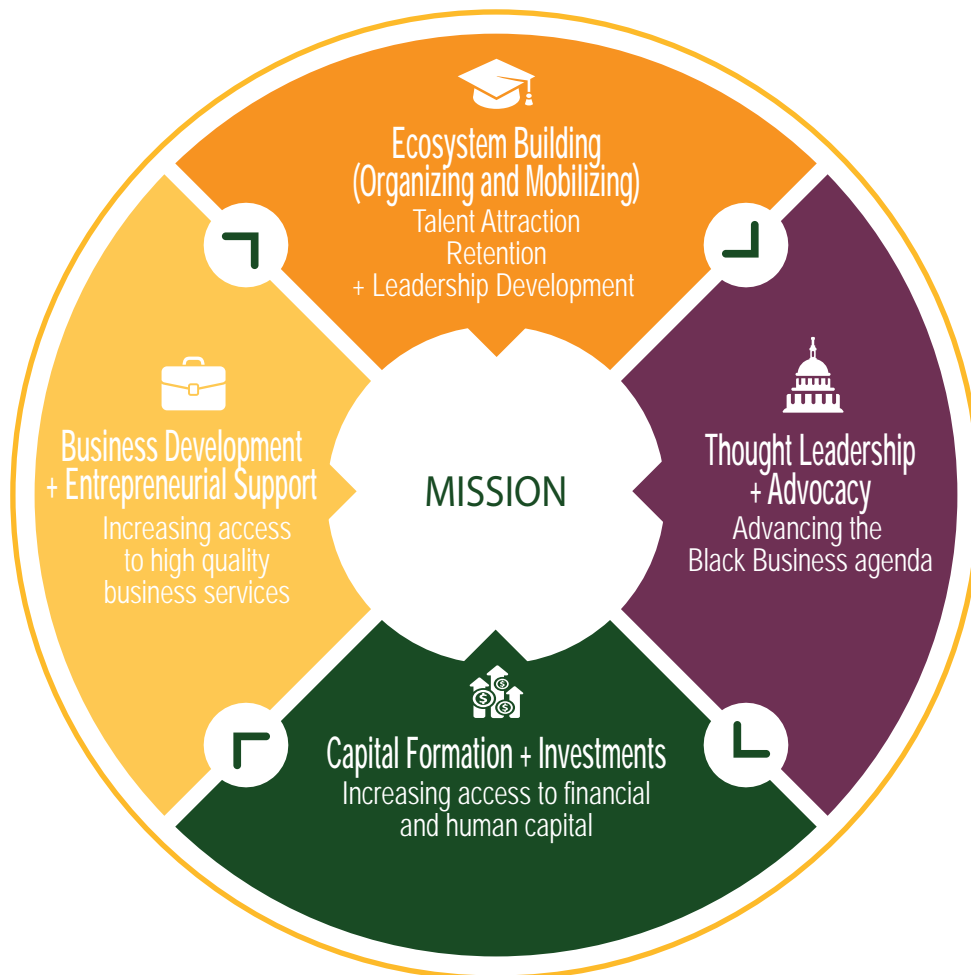 Ecosystem Building
(Organizing and Mobilizing)
Talent Attraction
Retention
+ Leadership Development
Business Development
+ Entrepreneurial Support
Increasing access
to high quality
business services
MISSION
Thought Leadership
+ Advocacy
Advancing the
Black Business agenda
Capital Formation + Investments
Increasing access to financial
and human capital